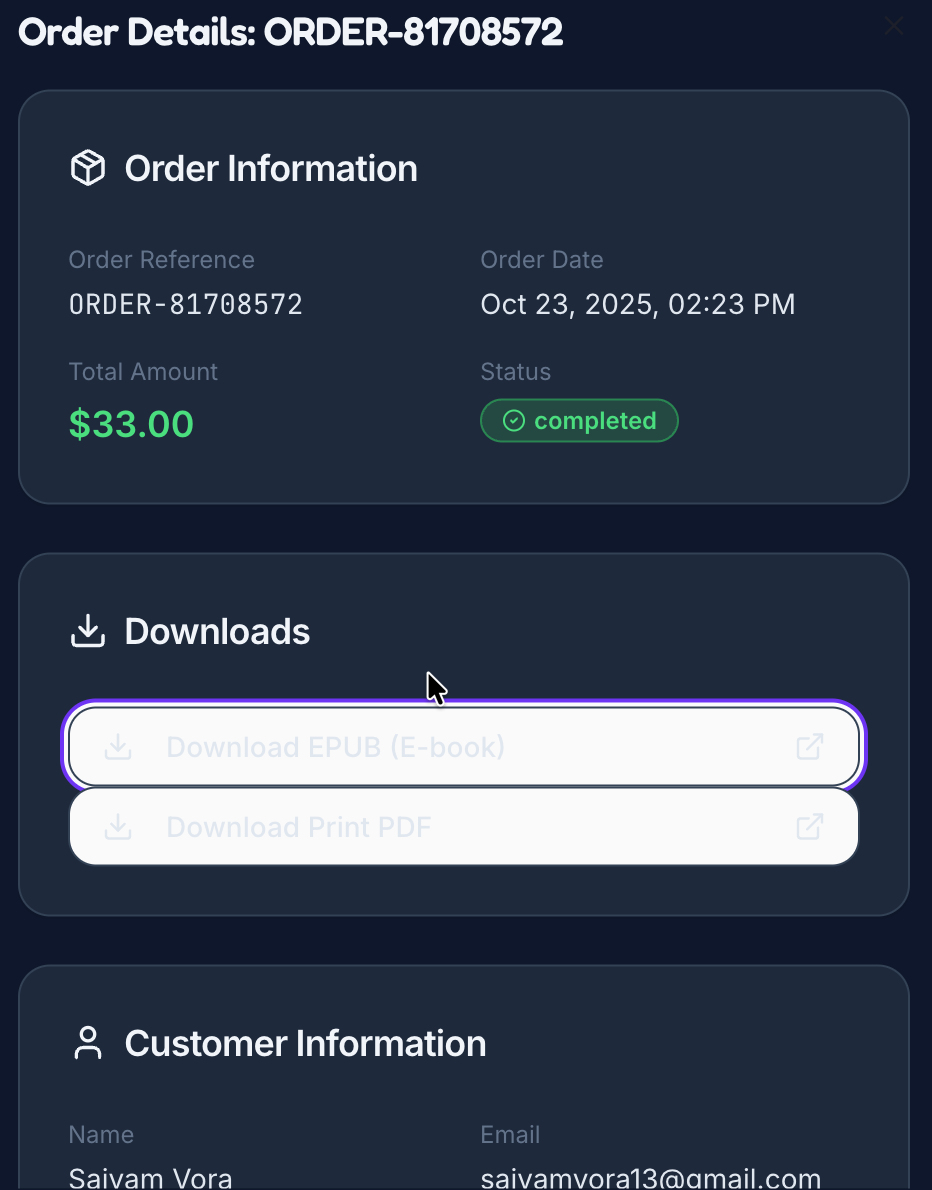 Order Details: ORDER-81708572
Order Information
Order Reference
Order Date
ORDER-81708572
Oct 23, 2025, 02:23 PM
Total Amount
Status
$33.00
completed
Downloads
Download EPUB (E-book)
Download Print PDF
Customer Information
Name
Email
Saivam Vora
saivamvora13@gmail.com